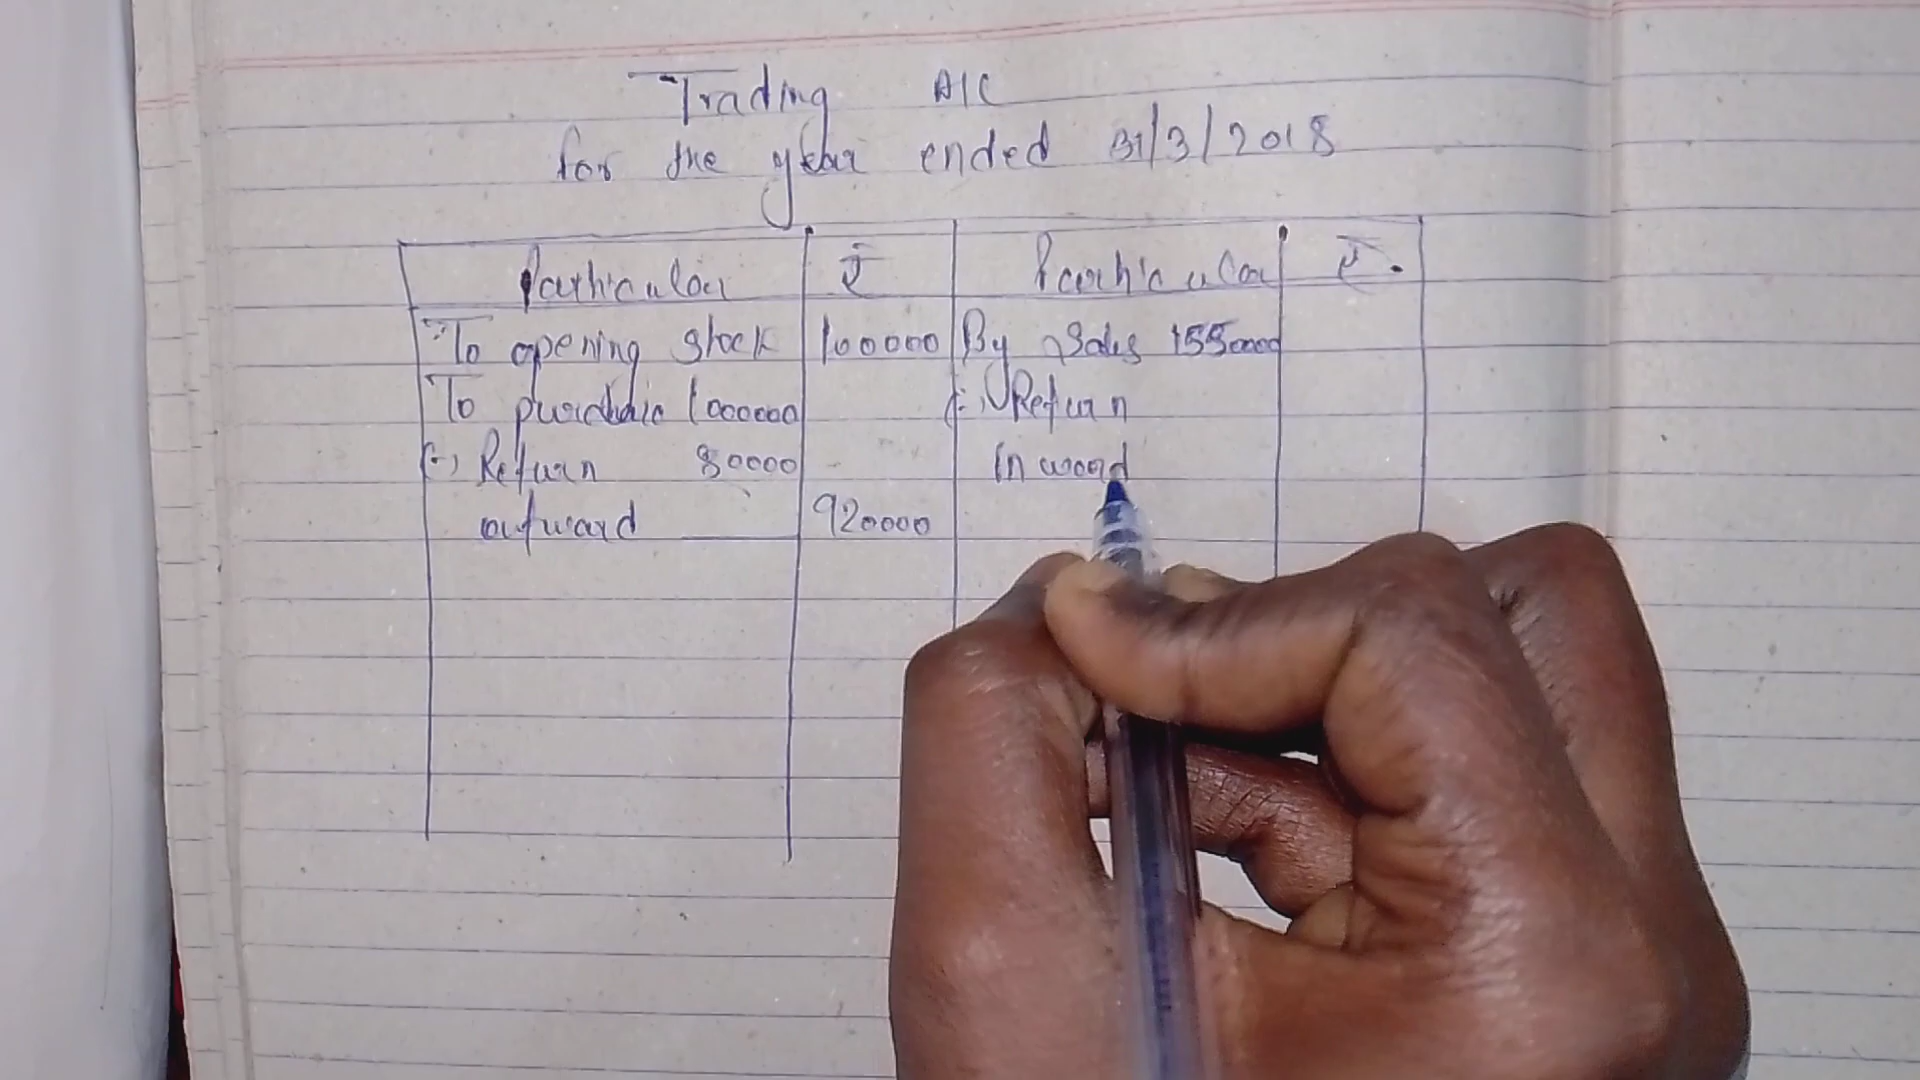 Trading A/C
for the year ended 31/3/2018
Particular ₹ Particular ₹
To opening stock 100000 By Sales 1550000
To purchase 1000000 (-) Return
(-) Return 80000 inward
outward 920000